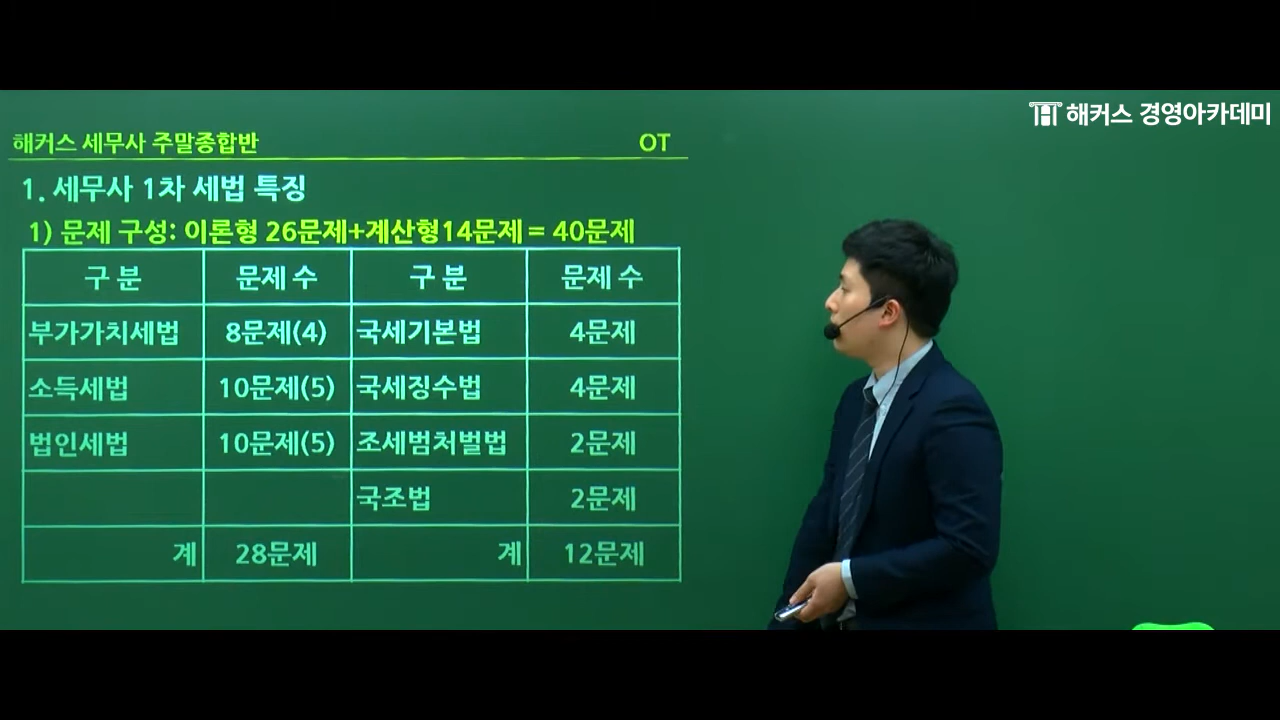 해커스 경영아카데미
해커스 세무사 주말종합반 OT
1. 세무사 1차 세법 특징
1) 문제 구성: 이론형 26문제+계산형14문제 = 40문제
구 분 문제 수 구 분 문제 수
부가가치세법 8문제(4) 국세기본법 4문제
소득세법 10문제(5) 국세징수법 4문제
법인세법 10문제(5) 조세범처벌법 2문제
국조법 2문제
계 28문제 계 12문제